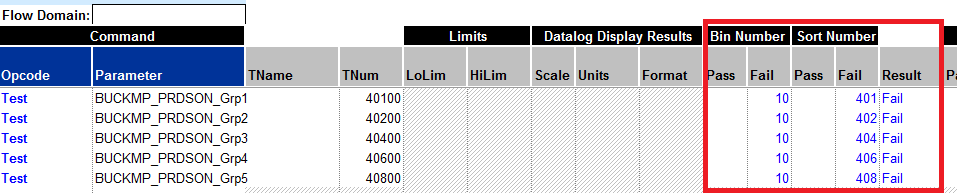 Flow Domain:
Command Limits Datalog Display Results Bin Number Sort Number
Opcode Parameter TName TNum LoLim HiLim Scale Units Format Pass Fail Pass Fail Result
Test BUCKMP_PRDSON_Grp1 40100 10 401 Fail
Test BUCKMP_PRDSON_Grp2 40200 10 402 Fail
Test BUCKMP_PRDSON_Grp3 40400 10 404 Fail
Test BUCKMP_PRDSON_Grp4 40600 10 406 Fail
Test BUCKMP_PRDSON_Grp5 40800 10 408 Fail